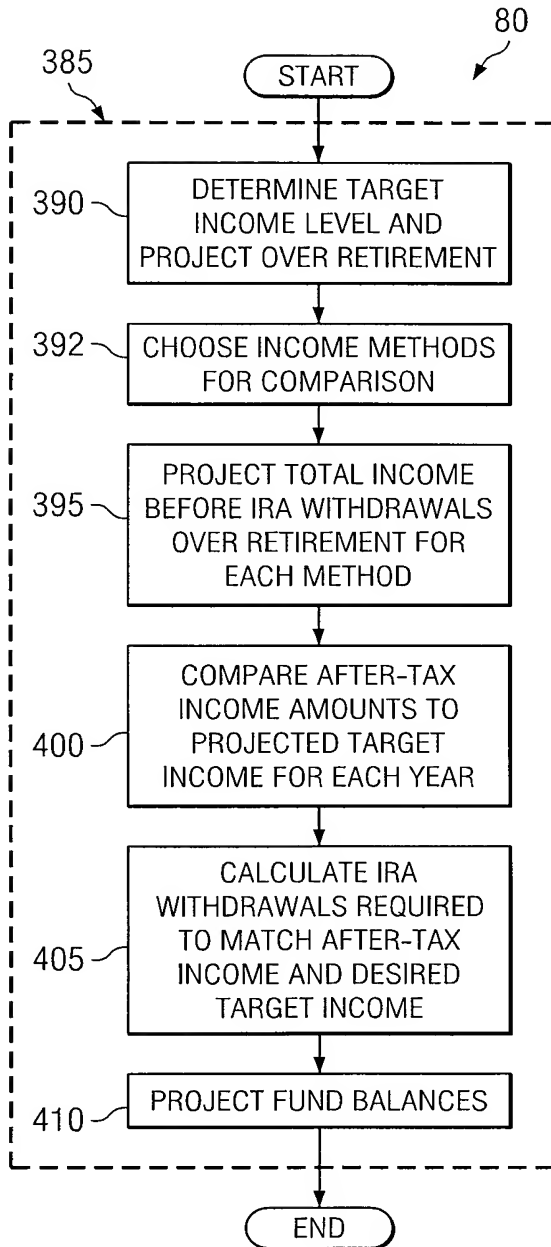 80
385
START
390
DETERMINE TARGET
INCOME LEVEL AND
PROJECT OVER RETIREMENT
392
CHOOSE INCOME METHODS
FOR COMPARISON
395
PROJECT TOTAL INCOME
BEFORE IRA WITHDRAWALS
OVER RETIREMENT FOR
EACH METHOD
400
COMPARE AFTER-TAX
INCOME AMOUNTS TO
PROJECTED TARGET
INCOME FOR EACH YEAR
405
CALCULATE IRA
WITHDRAWALS REQUIRED
TO MATCH AFTER-TAX
INCOME AND DESIRED
TARGET INCOME
410
PROJECT FUND BALANCES
END